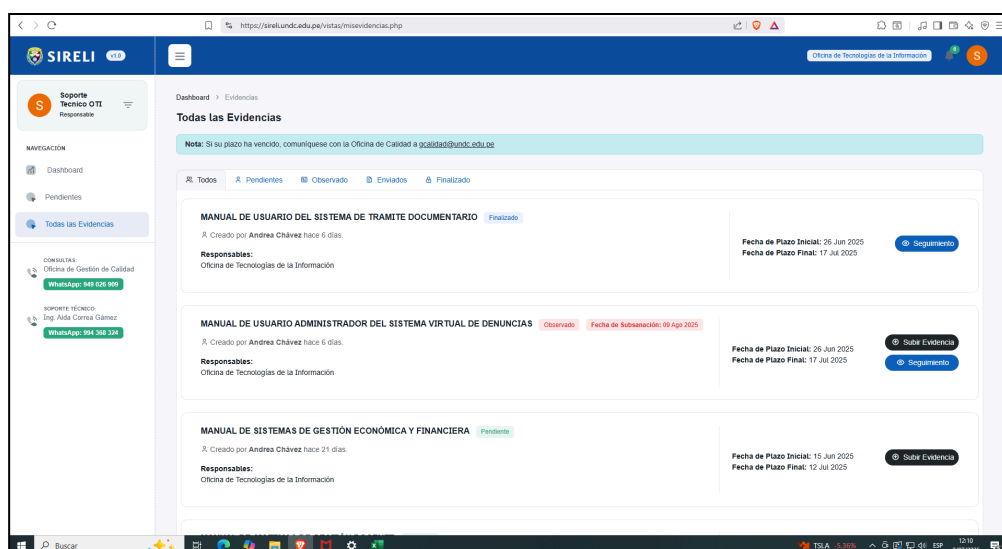 https://sireli.undc.edu.pe/vistas/misevidencias.php
SIRELI v1.0
Oficina de Tecnologías de la Información
6
S
S
Soporte
Tecnico OTI
Responsable
NAVEGACIÓN
Dashboard
Pendientes
Todas las Evidencias
CONSULTAS:
Oficina de Gestión de Calidad
WhatsApp: 949 026 909
SOPORTE TÉCNICO:
Ing. Aida Correa Gámez
WhatsApp: 994 368 324
Dashboard > Evidencias
Todas las Evidencias
Nota: Si su plazo ha vencido, comuníquese con la Oficina de Calidad a gcalidad@undc.edu.pe
Todos Pendientes Observado Enviados Finalizado
MANUAL DE USUARIO DEL SISTEMA DE TRAMITE DOCUMENTARIO Finalizado
Creado por Andrea Chávez hace 6 días.
Responsables:
Oficina de Tecnologías de la Información
Fecha de Plazo Inicial: 26 Jun 2025
Fecha de Plazo Final: 17 Jul 2025
Seguimiento
MANUAL DE USUARIO ADMINISTRADOR DEL SISTEMA VIRTUAL DE DENUNCIAS Observado Fecha de Subsanación: 09 Ago 2025
Creado por Andrea Chávez hace 6 días.
Responsables:
Oficina de Tecnologías de la Información
Fecha de Plazo Inicial: 26 Jun 2025
Fecha de Plazo Final: 17 Jul 2025
Subir Evidencia
Seguimiento
MANUAL DE SISTEMAS DE GESTIÓN ECONÓMICA Y FINANCIERA Pendiente
Creado por Andrea Chávez hace 21 días.
Responsables:
Oficina de Tecnologías de la Información
Fecha de Plazo Inicial: 15 Jun 2025
Fecha de Plazo Final: 12 Jul 2025
Subir Evidencia
Buscar
TSLA -5.36%
ESP
12:10